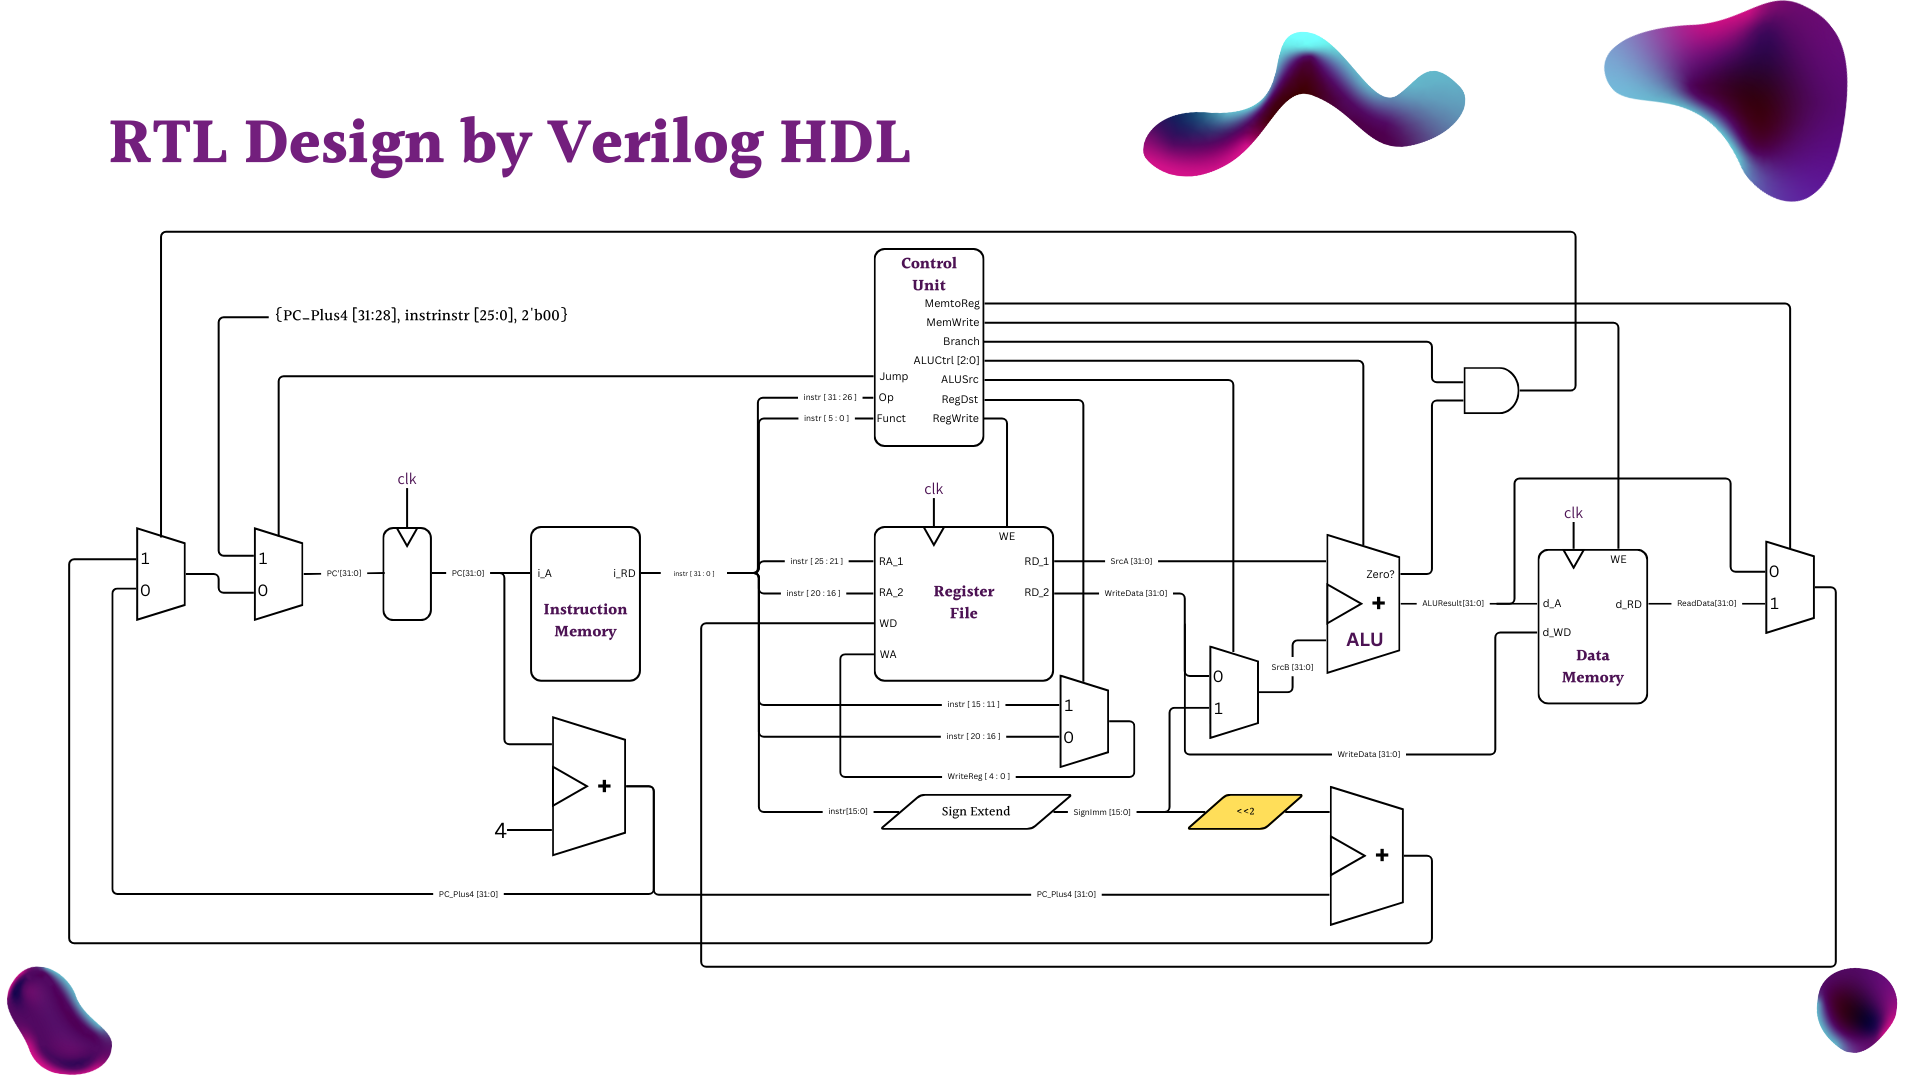 RTL Design by Verilog HDL
Control
Unit
MemtoReg
{PC_Plus4 [31:28], instrinstr [25:0], 2'b00}
MemWrite
Branch
ALUCtrl [2:0]
Jump
ALUSrc
instr [ 31 : 26 ]
Op
RegDst
instr [ 5 : 0 ]
Funct
RegWrite
clk
clk
clk
WE
WE
1
0
1
0
PC'[31:0]
PC[31:0]
i_A
i_RD
Instruction
Memory
instr [ 31 : 0 ]
instr [ 25 : 21 ]
RA_1
RD_1
SrcA [31:0]
instr [ 20 : 16 ]
RA_2
RD_2
WriteData [31:0]
Register
File
WD
WA
Zero?
+
ALU
ALUResult[31:0]
d_A
d_RD
ReadData[31:0]
d_WD
Data
Memory
0
1
SrcB [31:0]
0
1
instr [ 15 : 11 ]
1
instr [ 20 : 16 ]
0
WriteData [31:0]
WriteReg [ 4 : 0 ]
+
4
instr[15:0]
Sign Extend
SignImm [15:0]
<<2
+
PC_Plus4 [31:0]
PC_Plus4 [31:0]